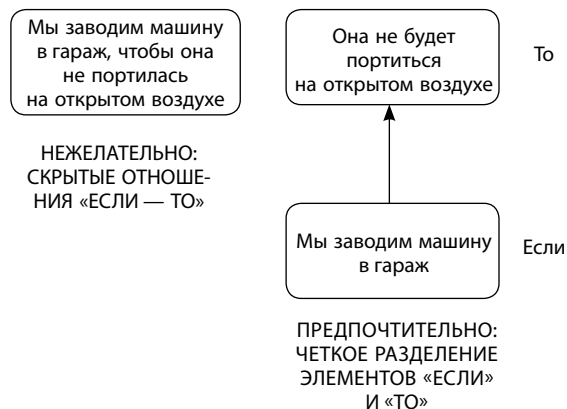 Мы заводим машину
в гараж, чтобы она
не портилась
на открытом воздухе
НЕЖЕЛАТЕЛЬНО:
СКРЫТЫЕ ОТНОШЕ-
НИЯ «ЕСЛИ — ТО»
Она не будет
портиться
на открытом воздухе
То
Мы заводим машину
в гараж
Если
ПРЕДПОЧТИТЕЛЬНО:
ЧЕТКОЕ РАЗДЕЛЕНИЕ
ЭЛЕМЕНТОВ «ЕСЛИ»
И «ТО»